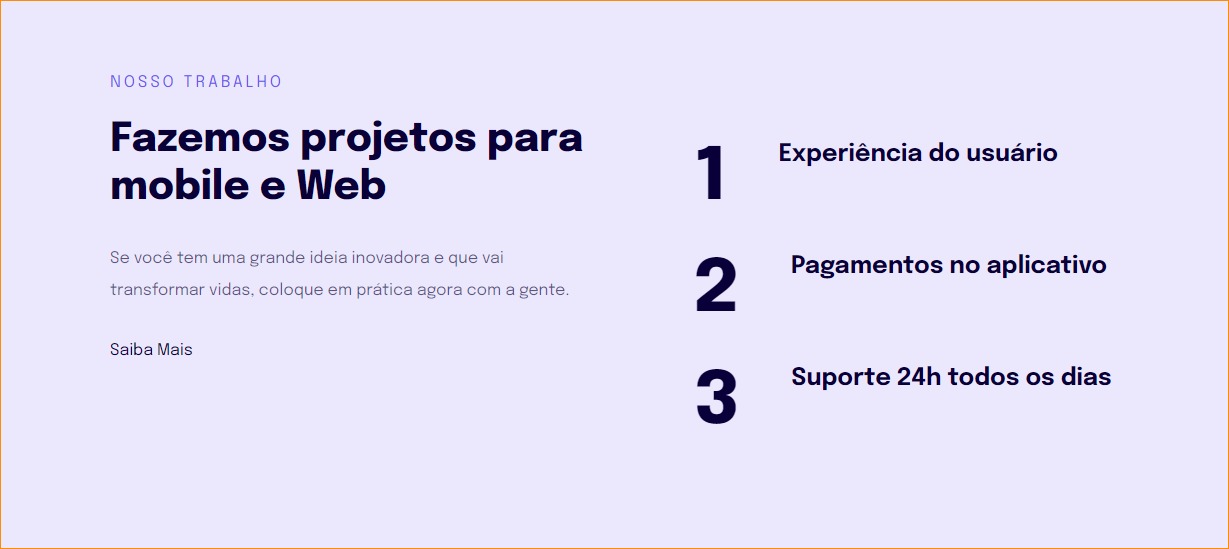 NOSSO TRABALHO
Fazemos projetos para
mobile e Web
Se você tem uma grande ideia inovadora e que vai
transformar vidas, coloque em prática agora com a gente.
Saiba Mais
1 Experiência do usuário
2 Pagamentos no aplicativo
3 Suporte 24h todos os dias